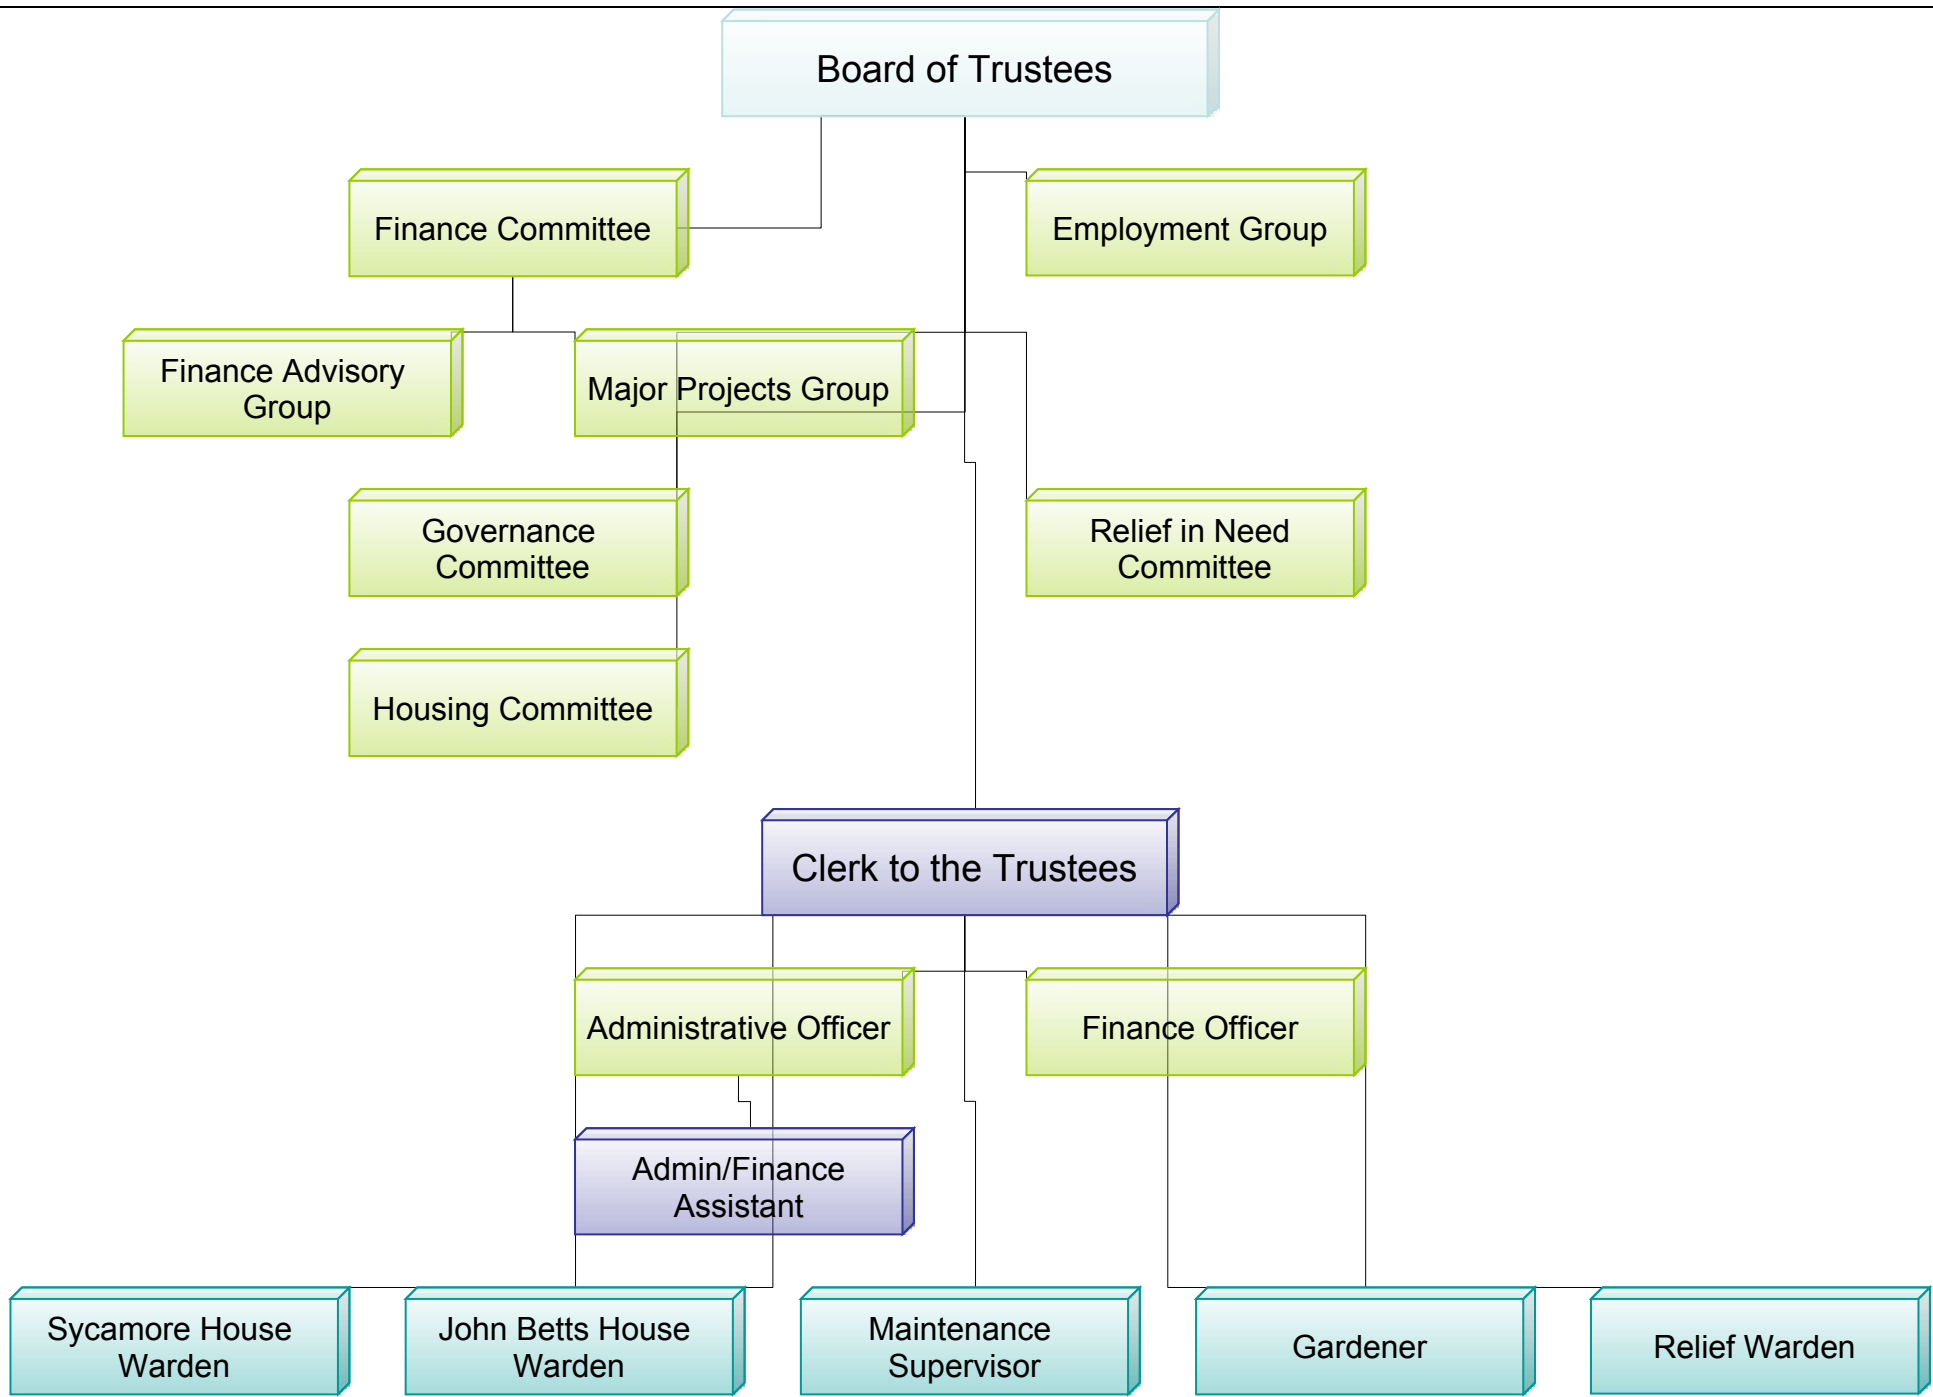 Board of Trustees
Finance Committee
Employment Group
Finance Advisory
Group
Major Projects Group
Governance
Committee
Relief in Need
Committee
Housing Committee
Clerk to the Trustees
Administrative Officer
Finance Officer
Admin/Finance
Assistant
Sycamore House
Warden
John Betts House
Warden
Maintenance
Supervisor
Gardener
Relief Warden